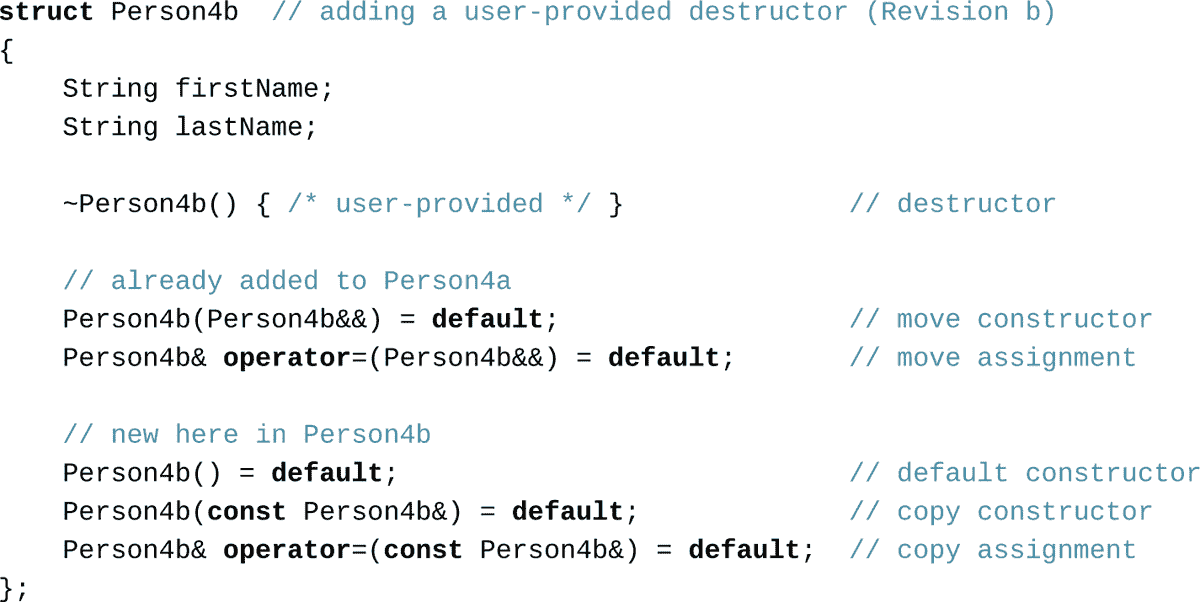 struct Person4b  // adding a user-provided destructor (Revision b)
{
    String firstName;
    String lastName;

    ~Person4b() { /* user-provided */ }              // destructor

    // already added to Person4a
    Person4b(Person4b&&) = default;                  // move constructor
    Person4b& operator=(Person4b&&) = default;       // move assignment

    // new here in Person4b
    Person4b() = default;                            // default constructor
    Person4b(const Person4b&) = default;             // copy constructor
    Person4b& operator=(const Person4b&) = default;  // copy assignment
};